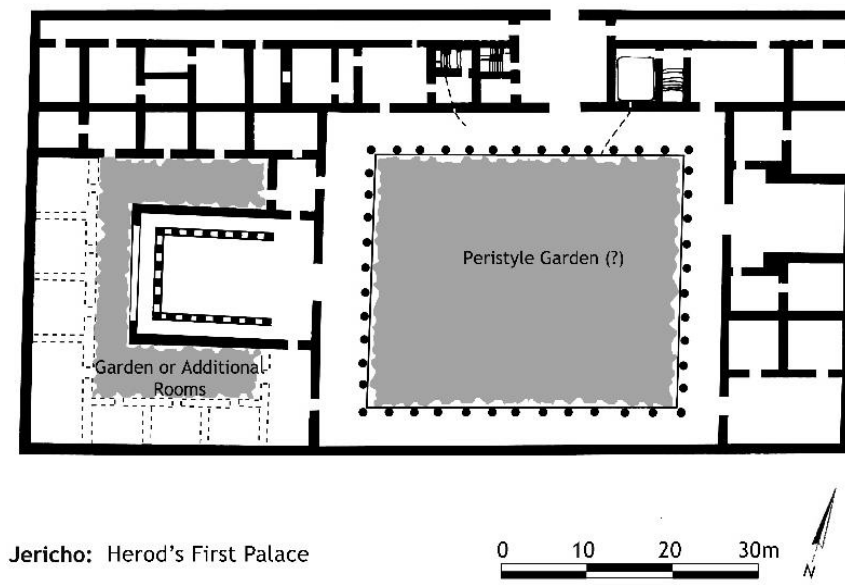 Peristyle Garden (?)
Garden or Additional
Rooms
Jericho: Herod's First Palace
0 10 20 30m
N